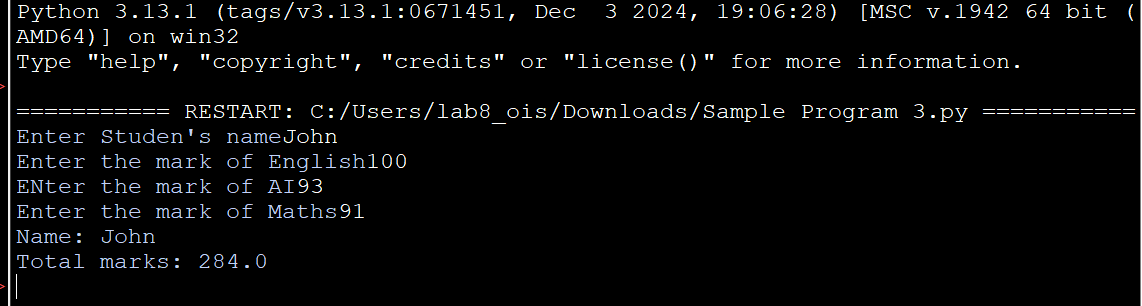 Python 3.13.1 (tags/v3.13.1:0671451, Dec  3 2024, 19:06:28) [MSC v.1942 64 bit (
AMD64)] on win32
Type "help", "copyright", "credits" or "license()" for more information.
=========== RESTART: C:/Users/lab8_ois/Downloads/Sample Program 3.py ===========
Enter Studen's nameJohn
Enter the mark of English100
ENter the mark of AI93
Enter the mark of Maths91
Name: John
Total marks: 284.0